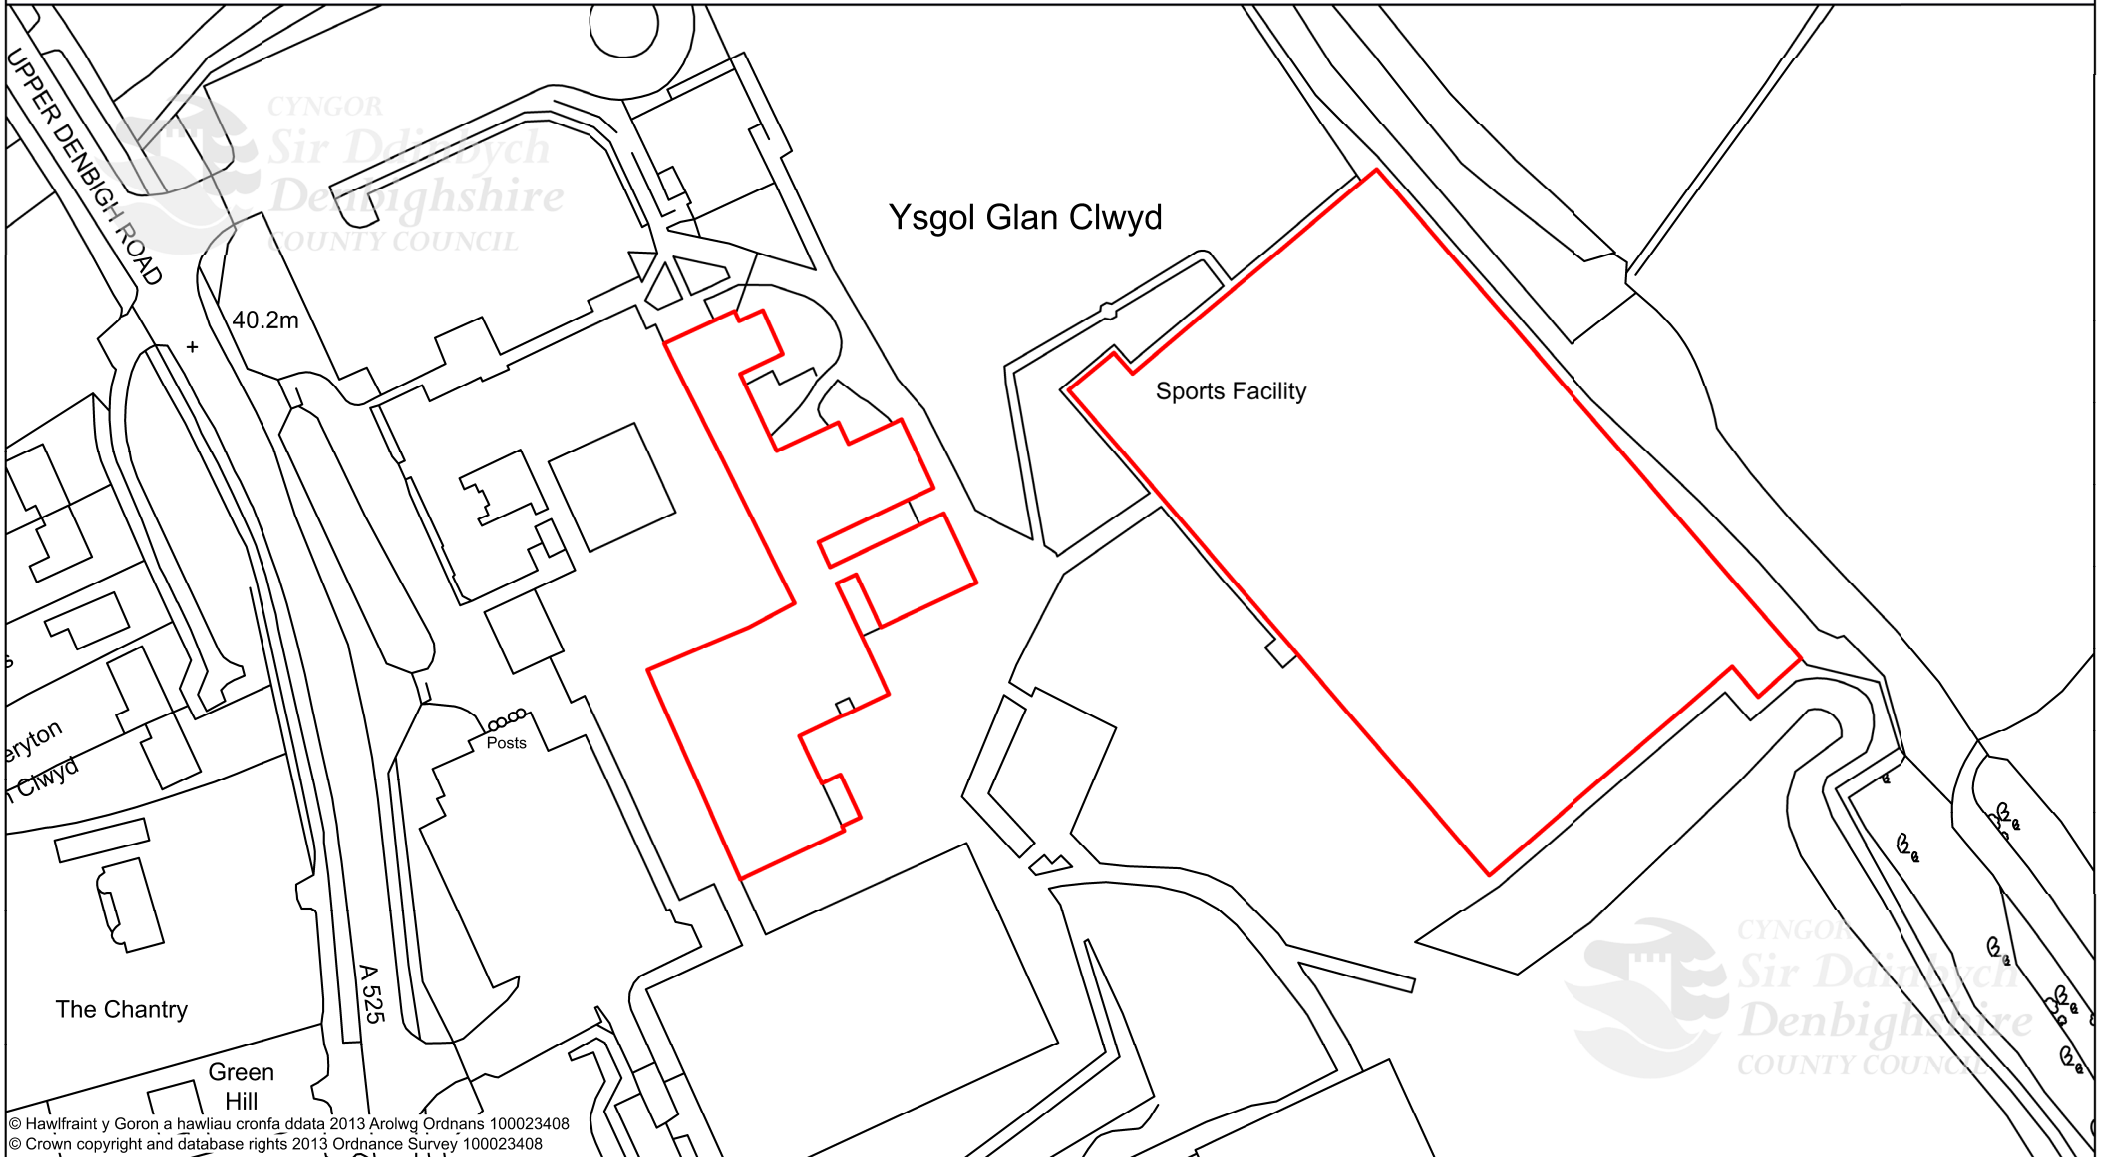 UPPER DENBIGH ROAD
CYNGOR
Sir Ddinbych
Denbighshire
COUNTY COUNCIL
Ysgol Glan Clwyd
40.2m
Sports Facility
Posts
eryton
Clwyd
A 525
The Chantry
Green
Hill
CYNGOR
Sir Ddinbych
Denbighshire
COUNTY COUNCIL
© Hawlfraint y Goron a hawliau cronfa ddata 2013 Arolwg Ordnans 100023408
© Crown copyright and database rights 2013 Ordnance Survey 100023408